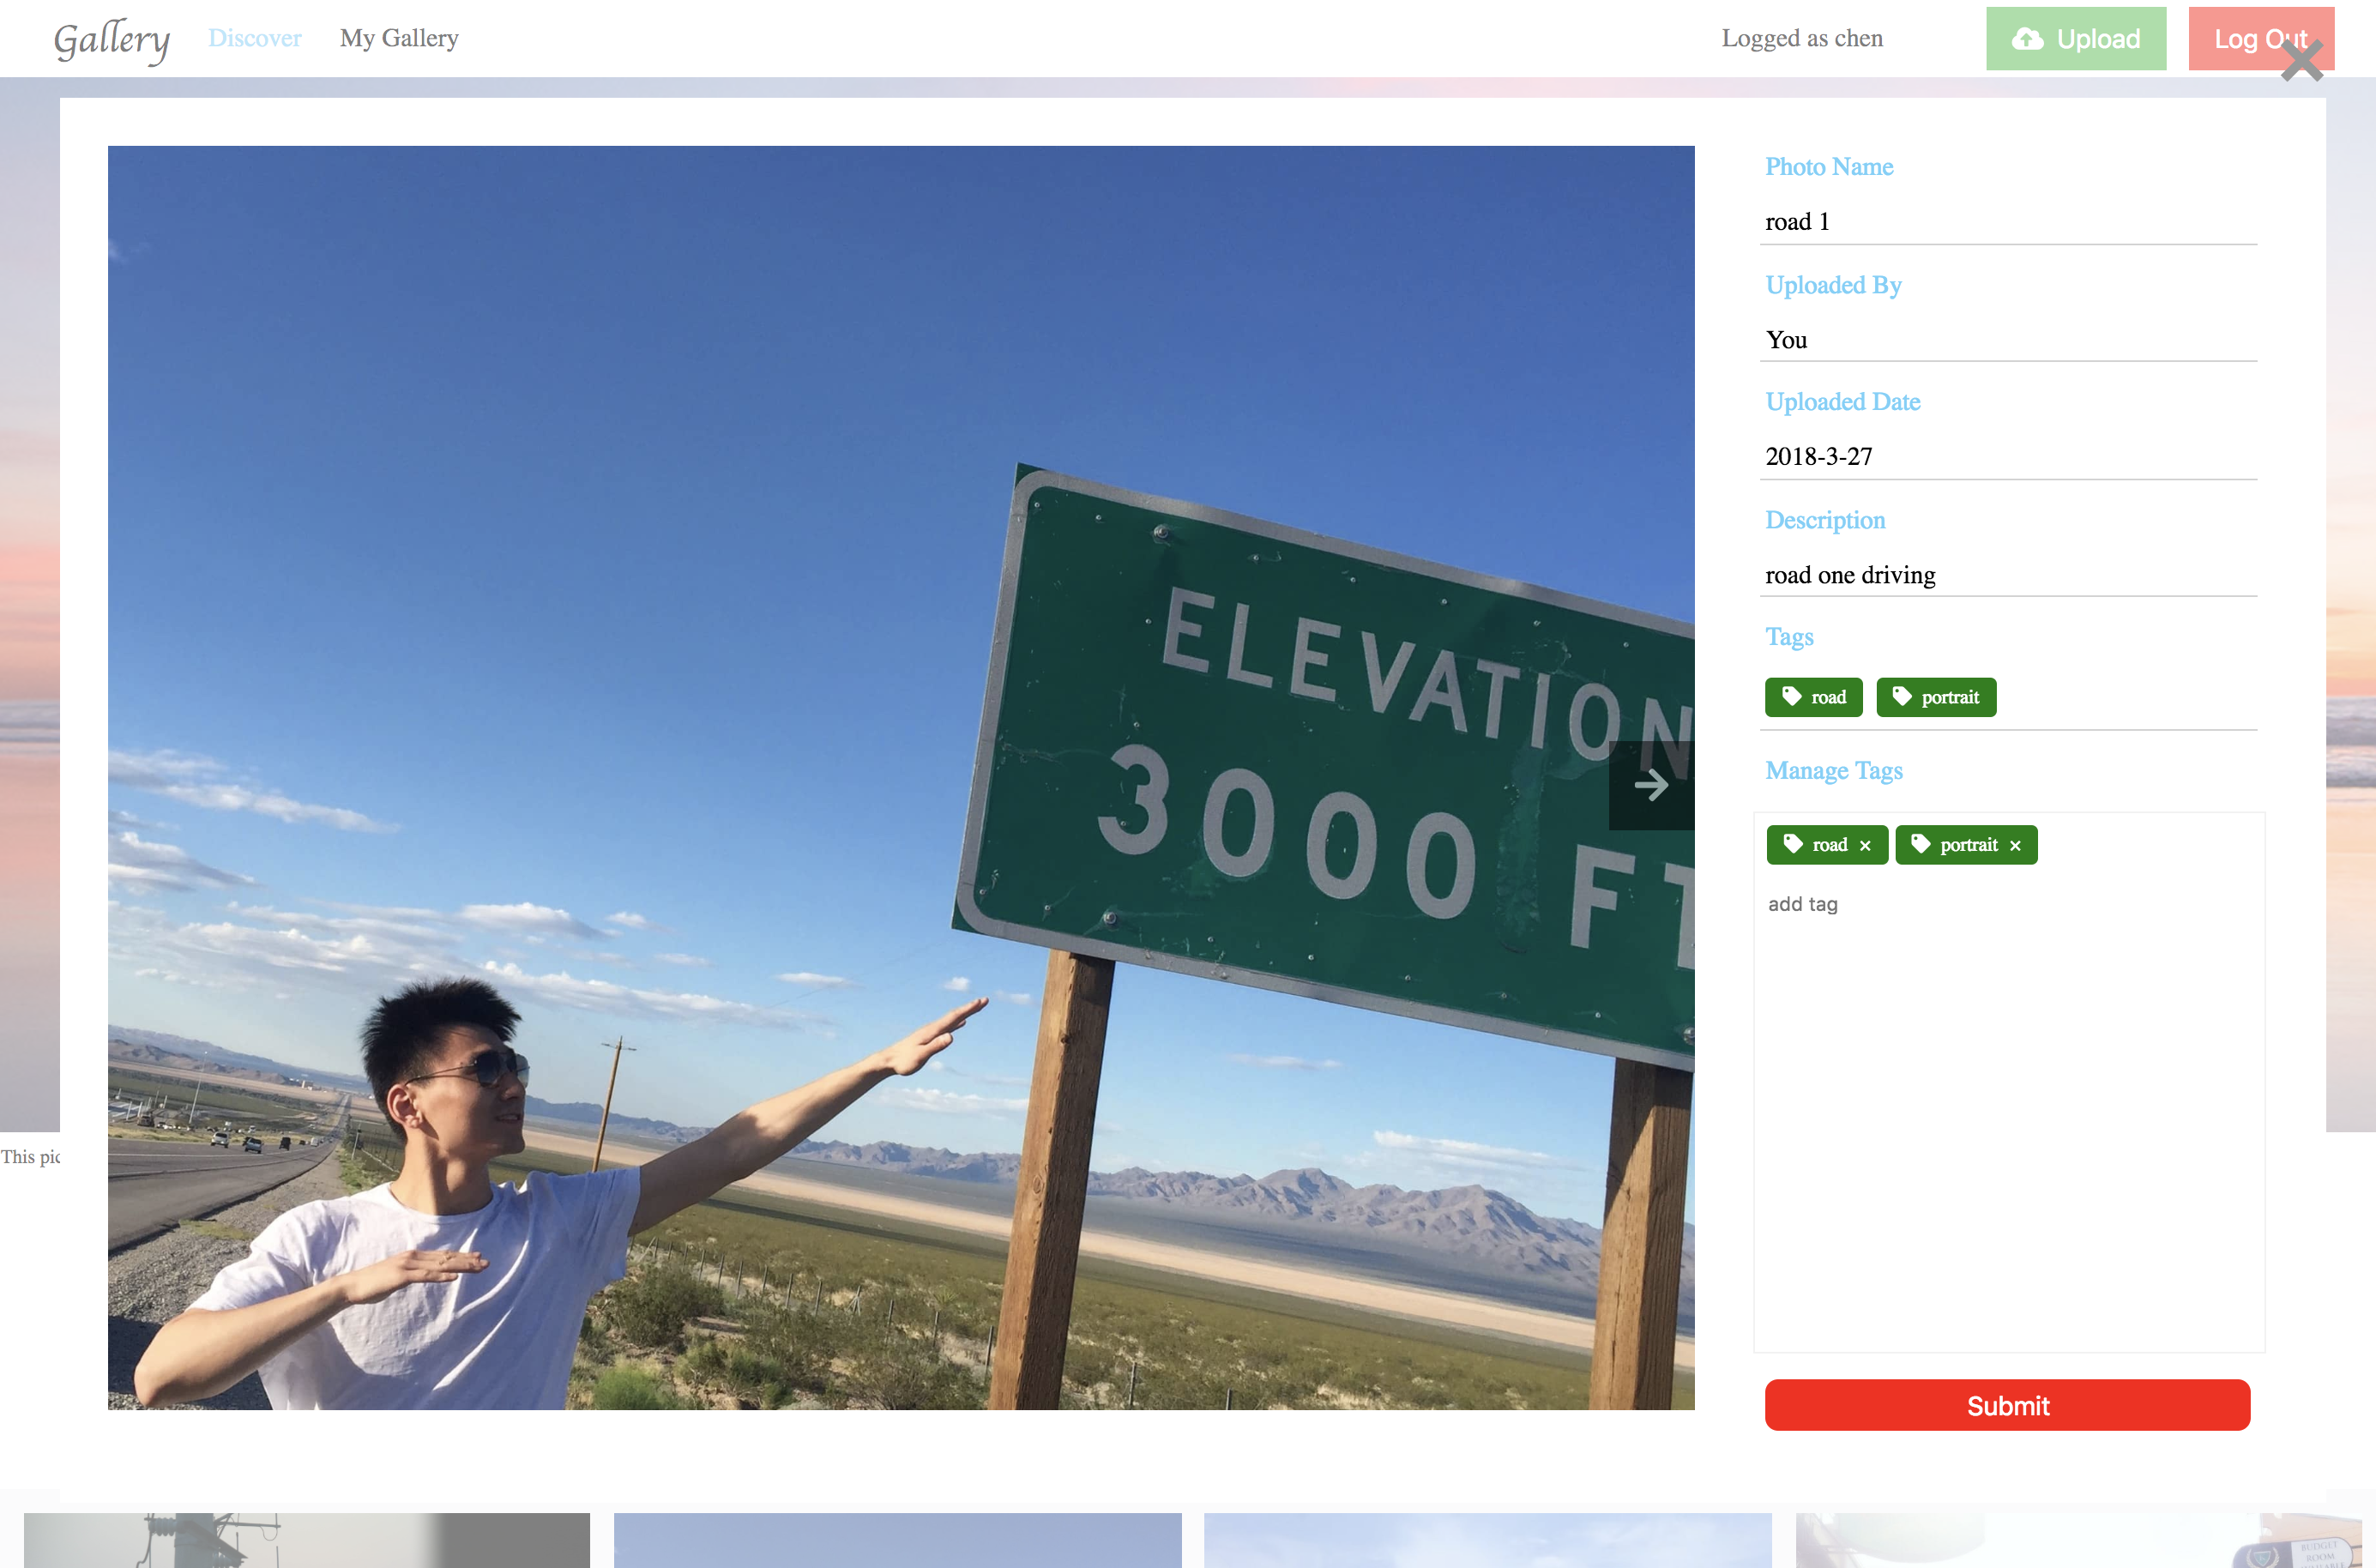 Gallery Discover My Gallery Logged as chen Upload Log Out
Photo Name
road 1
Uploaded By
You
Uploaded Date
2018-3-27
Description
road one driving
Tags
road portrait
Manage Tags
road × portrait ×
add tag
ELEVATION
3000 FT
This pic
Submit
BUDGET
ROOM